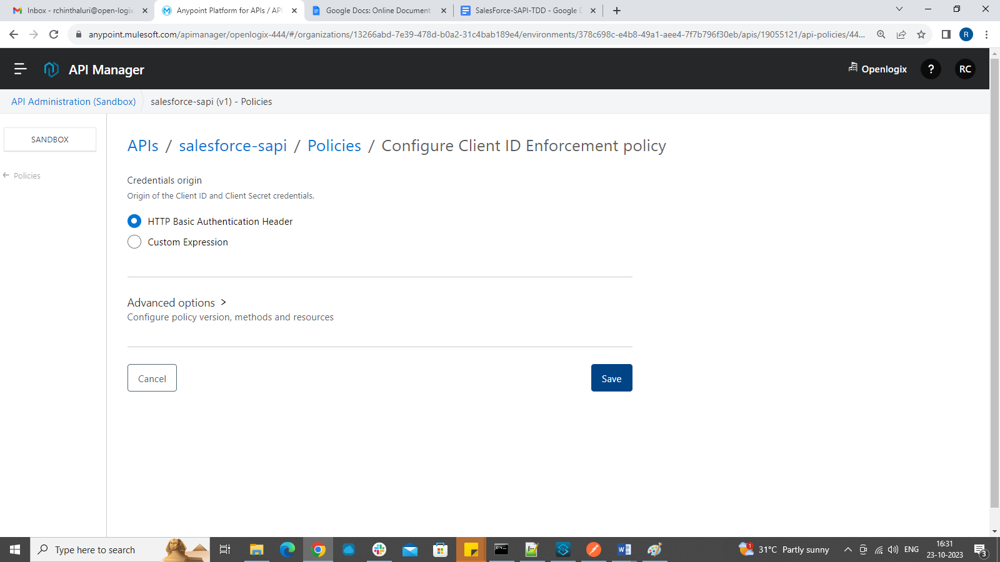 Inbox - rchinthaluri@open-logix
Anypoint Platform for APIs / API
Google Docs: Online Document
SalesForce-SAPI-TDD - Google D
anypoint.mulesoft.com/apimanager/openlogix-444/#/organizations/13266abd-7e39-478d-b0a2-31c4bab189e4/environments/378c698c-e4b8-49a1-aee4-7f7b796f30eb/apis/19055121/api-policies/44...
R
API Manager
Openlogix
?
RC
API Administration (Sandbox)
salesforce-sapi (v1) - Policies
SANDBOX
← Policies
APIs / salesforce-sapi / Policies / Configure Client ID Enforcement policy
Credentials origin
Origin of the Client ID and Client Secret credentials.
HTTP Basic Authentication Header
Custom Expression
Advanced options >
Configure policy version, methods and resources
Cancel
Save
Type here to search
1
31°C Partly sunny
ENG
16:31
23-10-2023
3